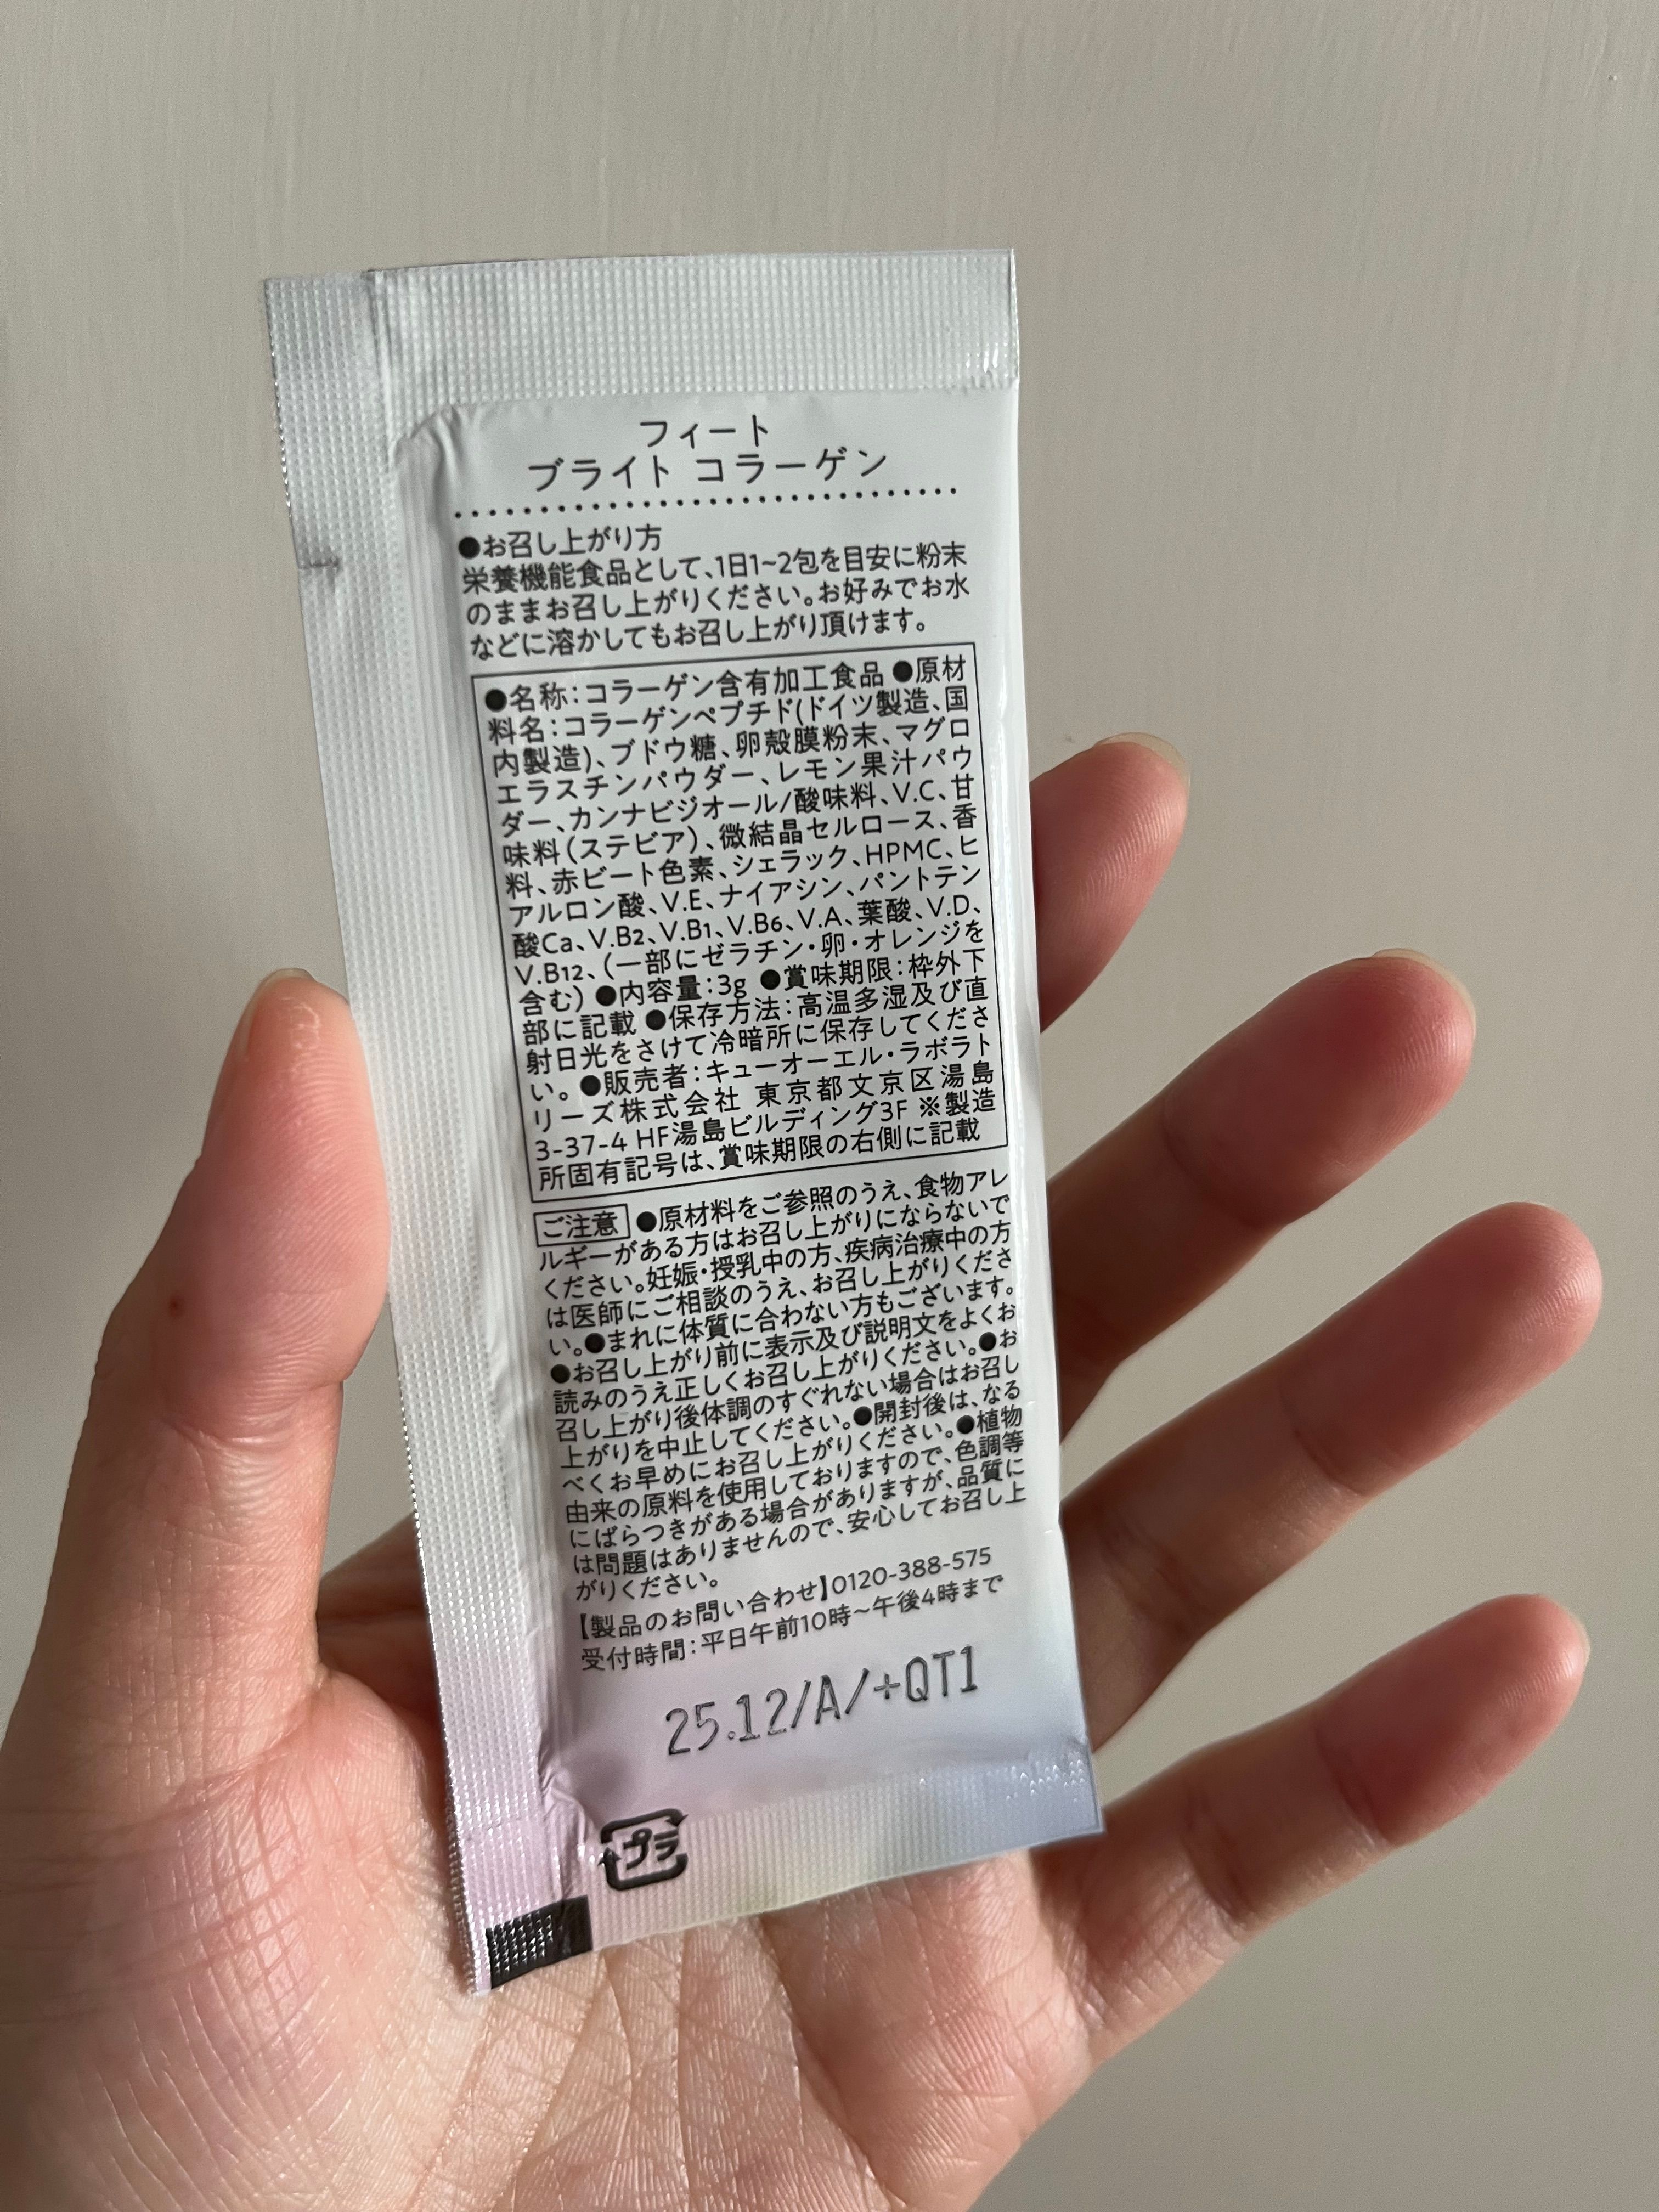 フィート
ブライト コラーゲン
●お召し上がり方
栄養機能食品として、1日1~2包を目安に粉末
のままお召し上がりください。お好みでお水
などに溶かしてもお召し上がり頂けます。
●名称:コラーゲン含有加工食品 ●原材
料名:コラーゲンペプチド(ドイツ製造、国
内製造)、ブドウ糖、卵殻膜粉末、マグロ
エラスチンパウダー、レモン果汁パウ
ダー、カンナビジオール/酸味料、V.C、甘
味料(ステビア)、微結晶セルロース、香
料、赤ビート色素、シェラック、HPMC、ヒ
アルロン酸、V.E、ナイアシン、パントテン
酸Ca、V.B2、V.B1、V.B6、V.A、葉酸、V.D、
V.B12、(一部にゼラチン・卵・オレンジを
含む) ●内容量:3g ●賞味期限:枠外下
部に記載 ●保存方法:高温多湿及び直
射日光をさけて冷暗所に保存してくださ
い。 ●販売者:キューオーエル・ラボラト
リーズ株式会社 東京都文京区湯島
3-37-4 HF湯島ビルディング3F ※製造
所固有記号は、賞味期限の右側に記載
ご注意 ●原材料をご参照のうえ、食物アレ
ルギーがある方はお召し上がりにならないで
ください。妊娠・授乳中の方、疾病治療中の方
は医師にご相談のうえ、お召し上がりくださ
い。●まれに体質に合わない方もございます。
●お召し上がり前に表示及び説明文をよくお
読みのうえ正しくお召し上がりください。●お
召し上がり後体調のすぐれない場合はお召し
上がりを中止してください。●開封後は、なる
べくお早めにお召し上がりください。●植物
由来の原料を使用しておりますので、色調等
にばらつきがある場合がありますが、品質に
は問題はありませんので、安心してお召し上
がりください。
【製品のお問い合わせ】0120-388-575
受付時間:平日午前10時~午後4時まで
25.12/A/+QT1
プラ